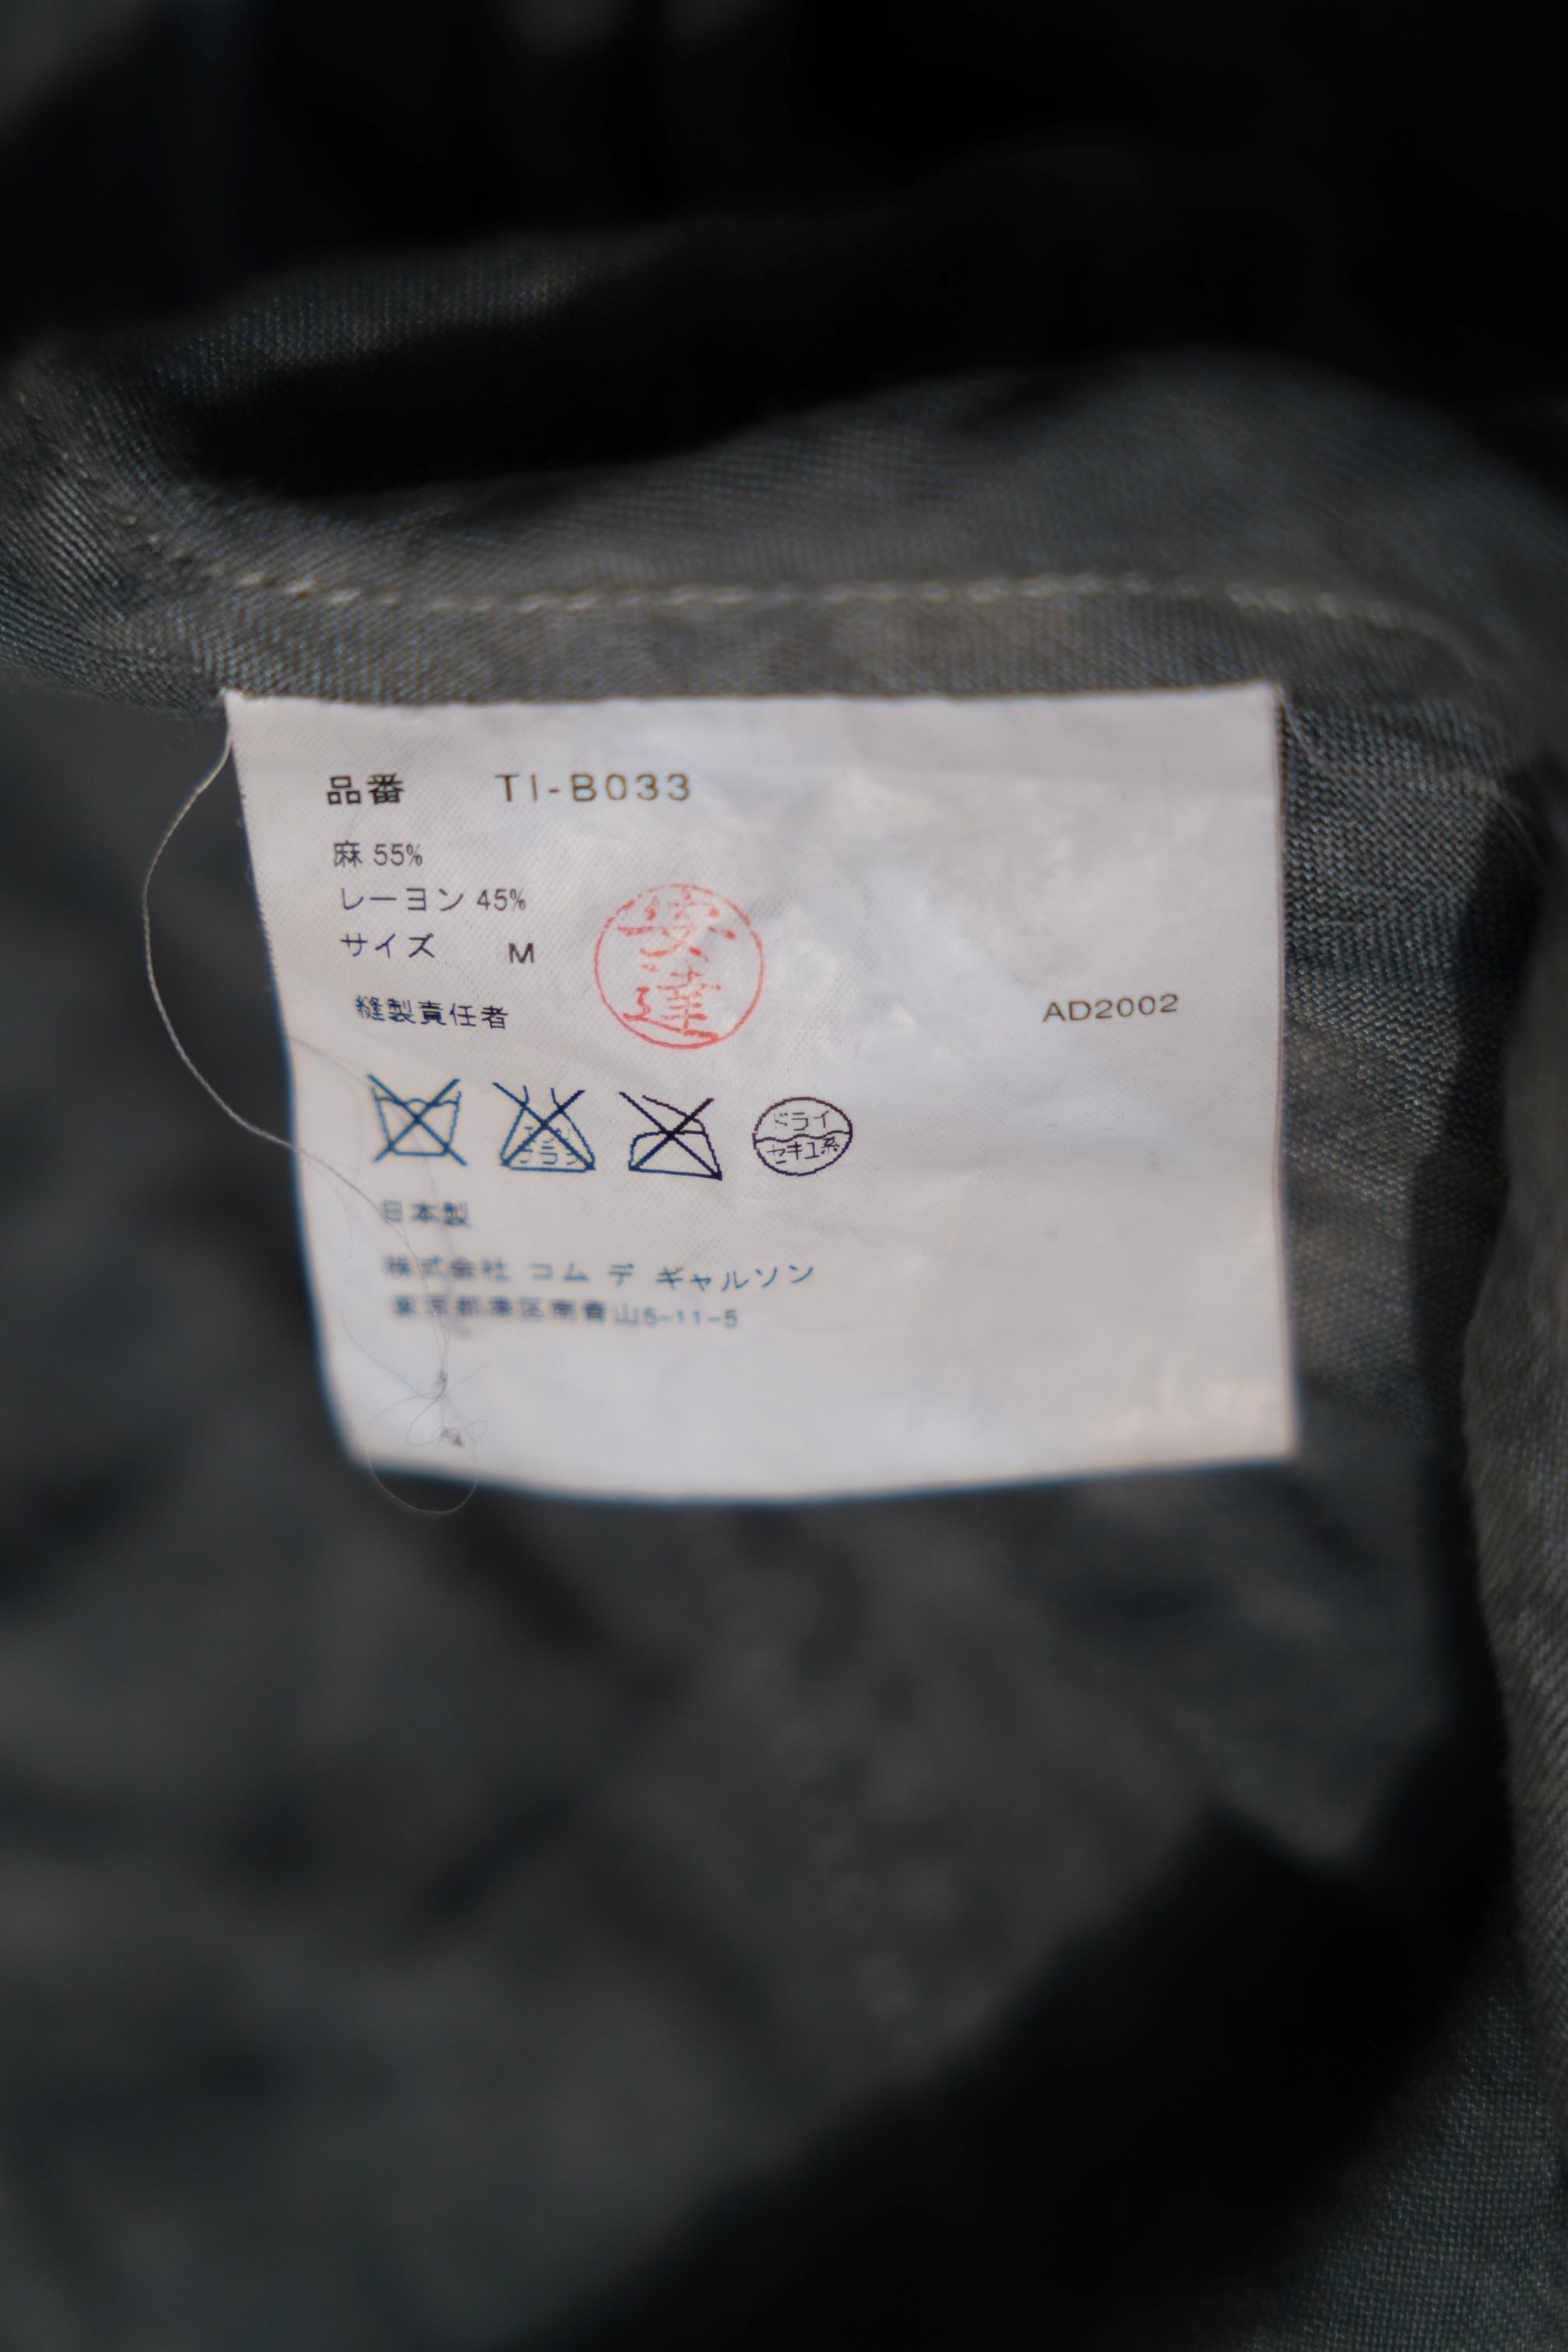 品番 TI-B033
麻 55%
レーヨン 45%
サイズ M
安達
縫製責任者
AD2002
ドライ
セキユ系
日本製
株式会社 コム デ ギャルソン
東京都港区南青山5-11-5